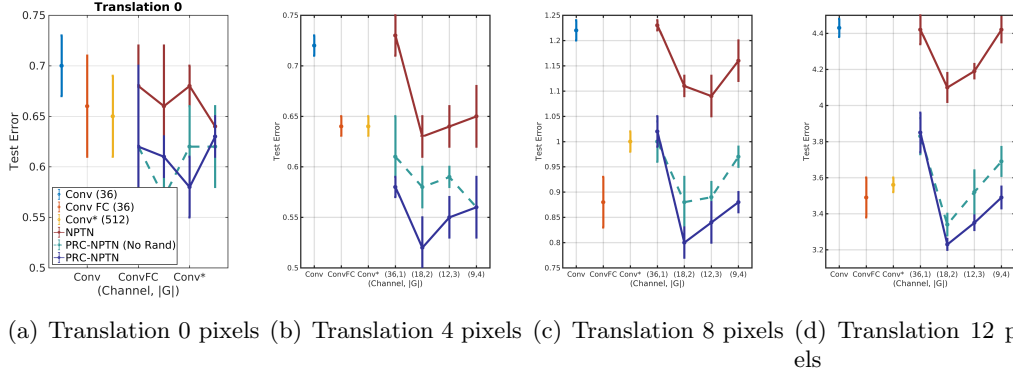 Translation 0
0.75
0.7
0.65
0.6
0.55
0.5
Test Error
Conv (36)
Conv FC (36)
Conv* (512)
NPTN
PRC-NPTN (No Rand)
PRC-NPTN
Conv ConvFC Conv*
(Channel, |G|)
0.75
0.7
0.65
0.6
0.55
0.5
Test Error
Conv ConvFC Conv* (36,1) (18,2) (12,3) (9,4)
(Channel, |G|)
1.25
1.2
1.15
1.1
1.05
1
0.95
0.9
0.85
0.8
0.75
Test Error
Conv ConvFC Conv* (36,1) (18,2) (12,3) (9,4)
(Channel, |G|)
4.4
4.2
4
3.8
3.6
3.4
3.2
Test Error
Conv ConvFC Conv* (36,1) (18,2) (12,3) (9,4)
(Channel, |G|)
(a) Translation 0 pixels (b) Translation 4 pixels (c) Translation 8 pixels (d) Translation 12 p
els